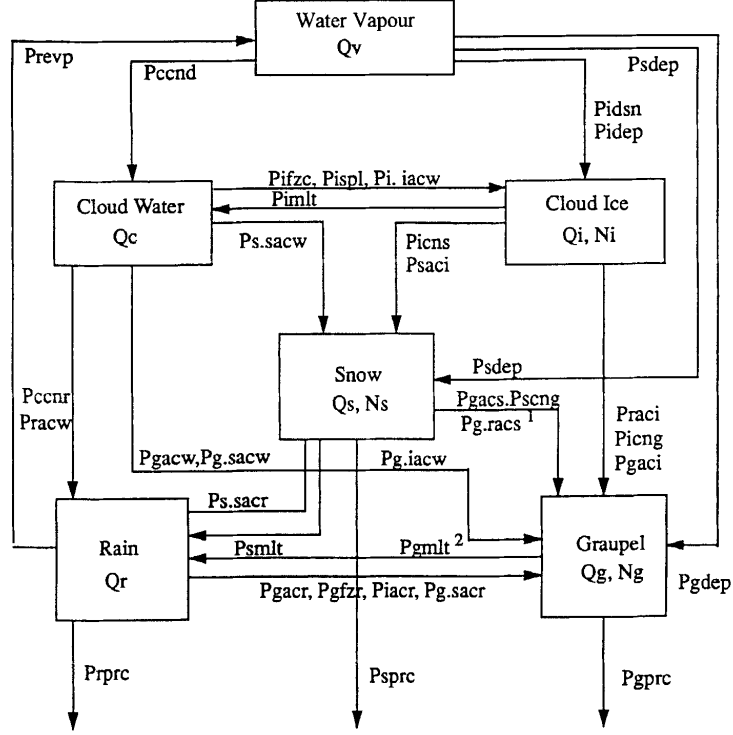 Water Vapour
Qv
Prevp
Pccnd
Psdep
Pidsn
Pidep
Cloud Water
Qc
Pifzc, Pispl, Pi. iacw
Pimlt
Cloud Ice
Qi, Ni
Ps.sacw
Picns
Psaci
Snow
Qs, Ns
Psdep
Pccnr
Pracw
Pgacs.Pscng
Pg.racs 1
Praci
Picng
Pgaci
Pgacw,Pg.sacw
Pg.iacw
Ps.sacr
Rain
Qr
Psmlt
Pgmlt 2
Graupel
Qg, Ng
Pgdep
Pgacr, Pgfzr, Piacr, Pg.sacr
Prprc
Psprc
Pgprc